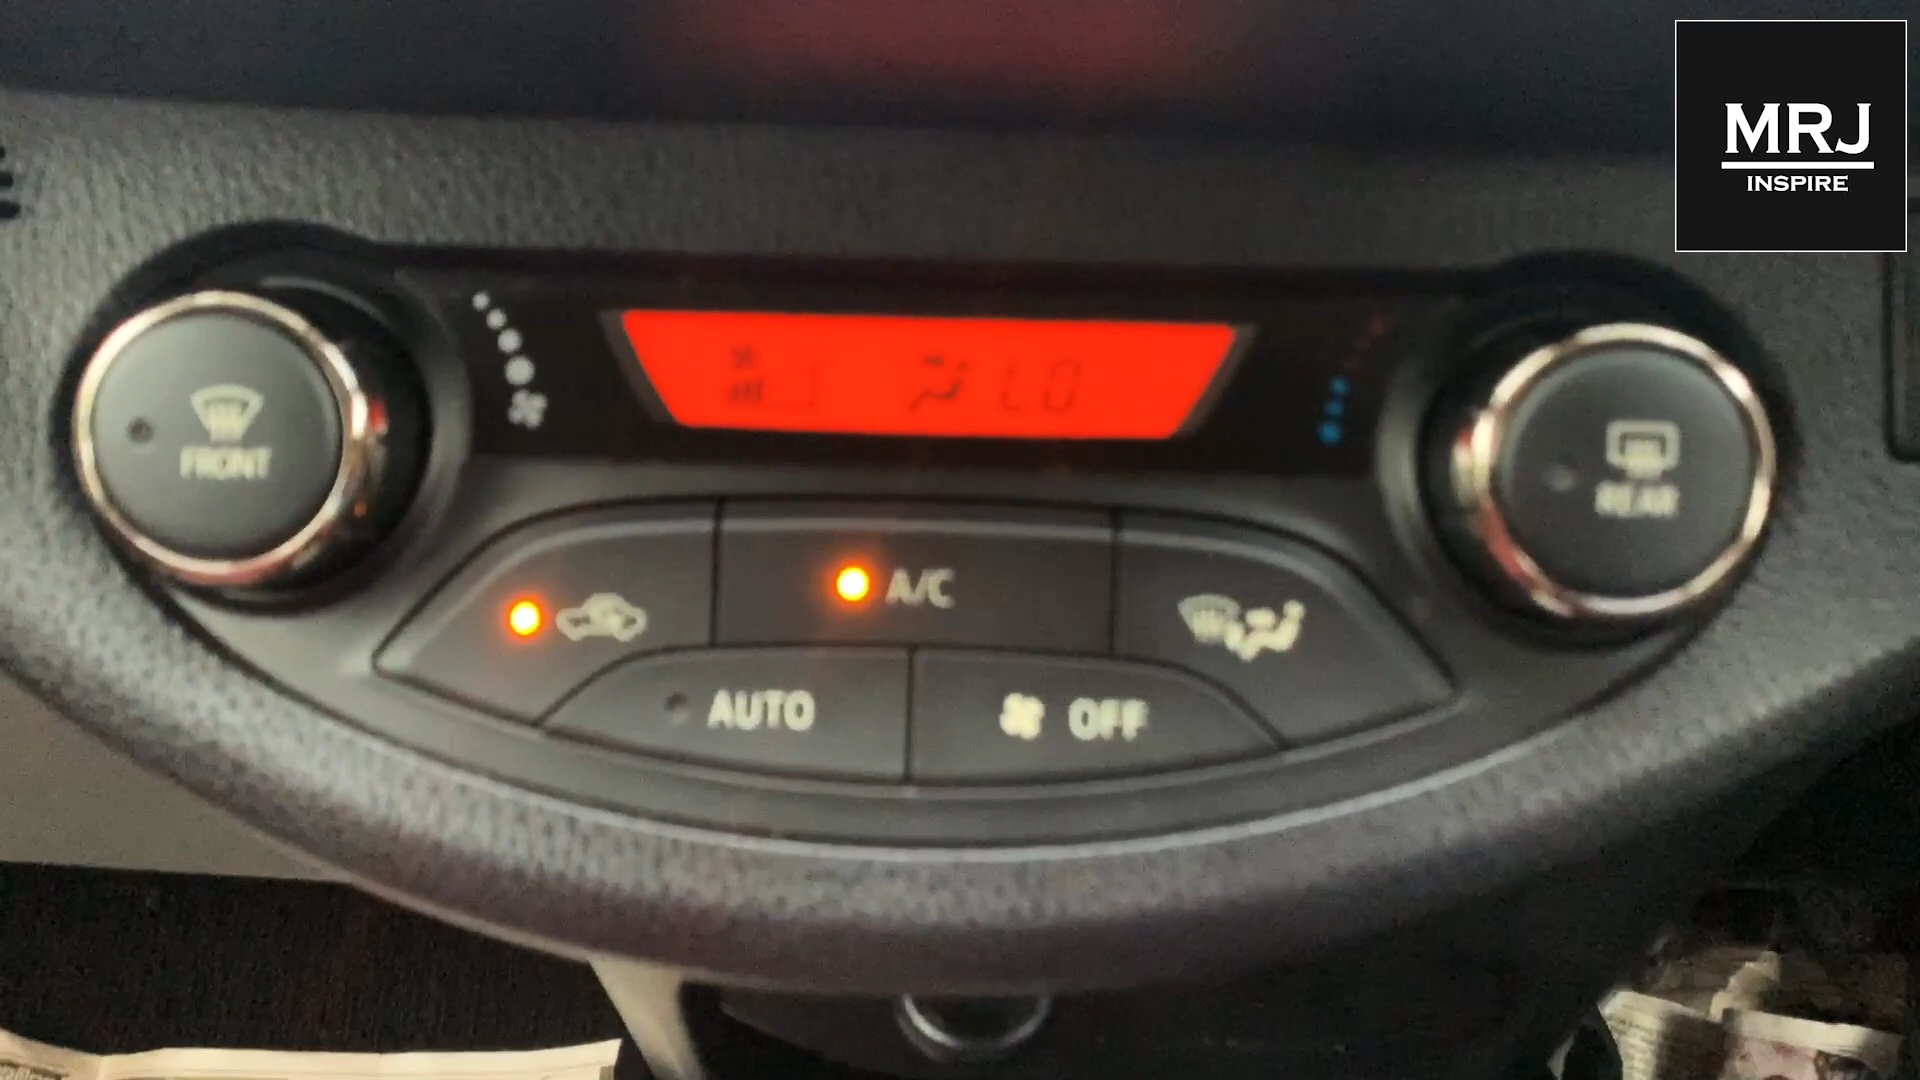 MRJ
INSPIRE
LO
FRONT
REAR
A/C
AUTO
OFF